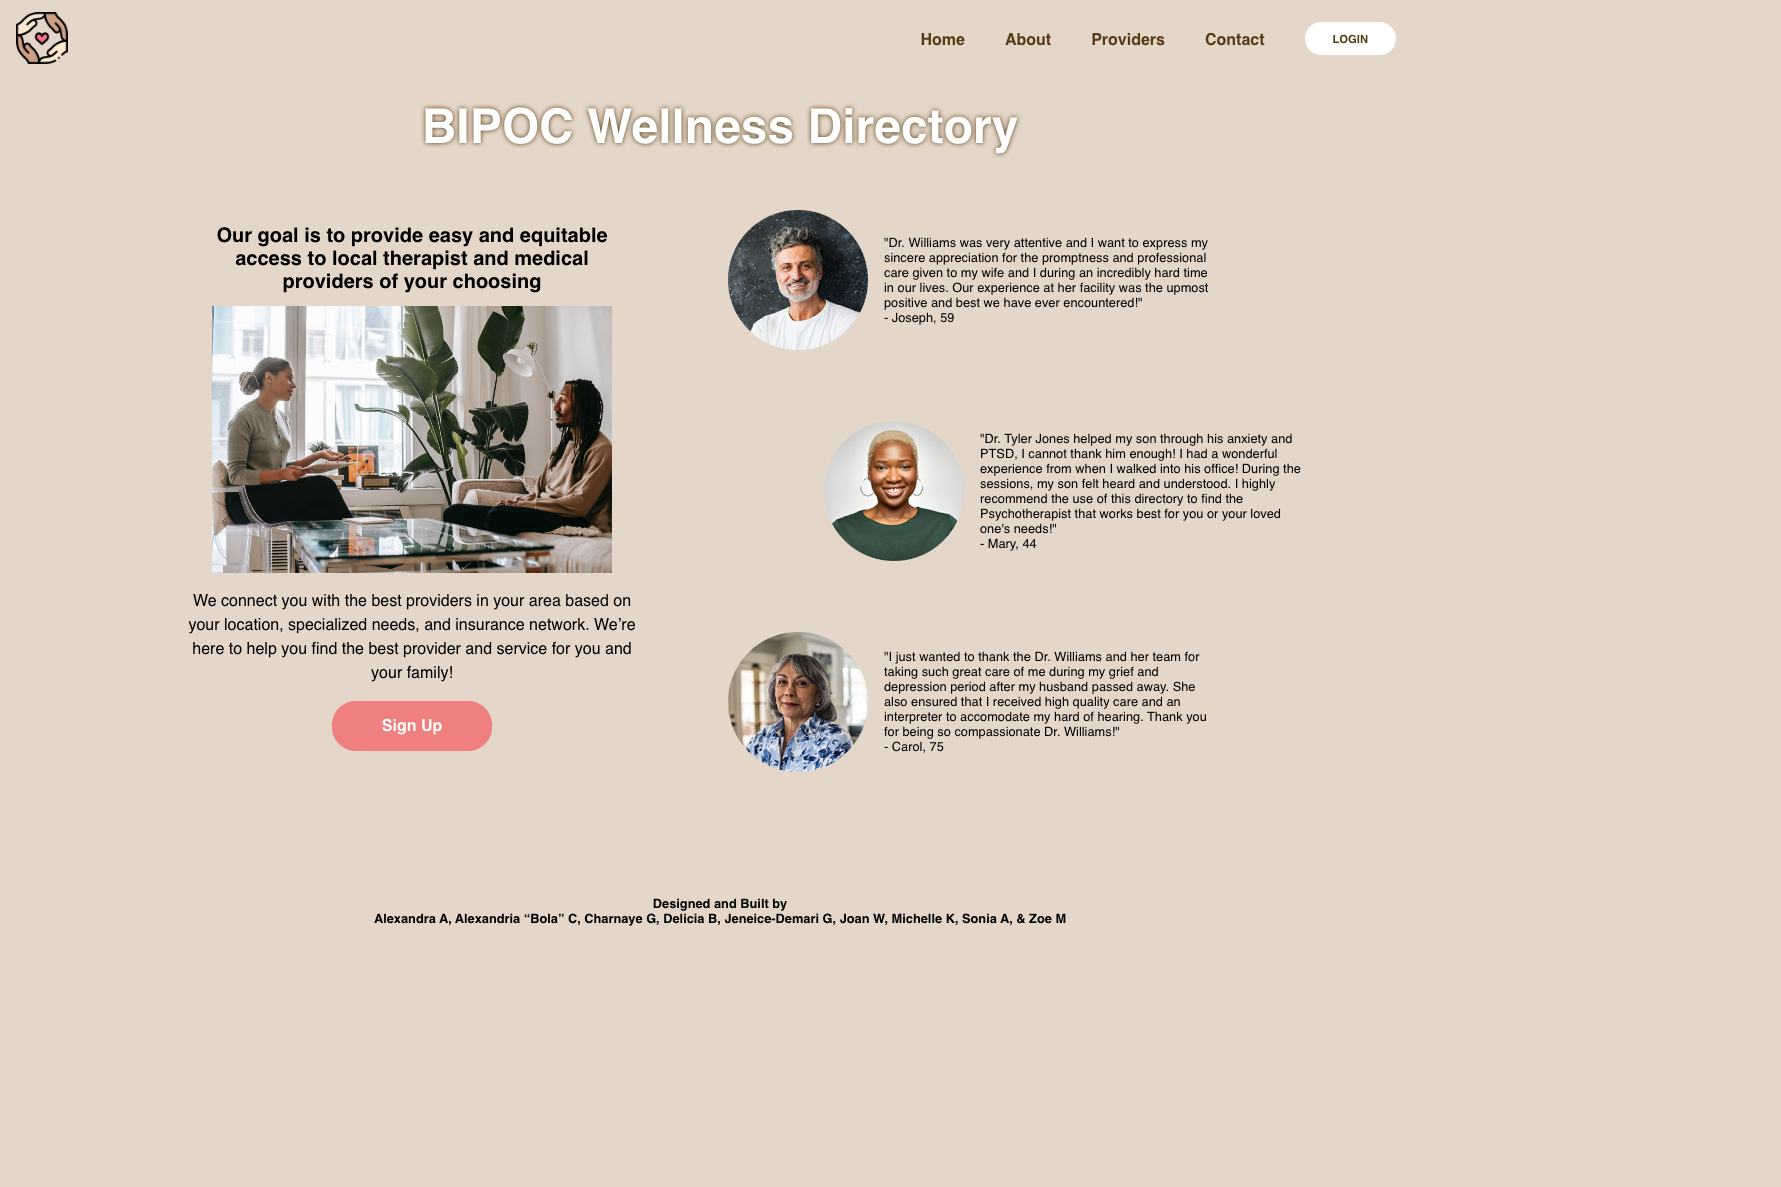 Home
About
Providers
Contact
LOGIN
BIPOC Wellness Directory
Our goal is to provide easy and equitable
access to local therapist and medical
providers of your choosing
We connect you with the best providers in your area based on
your location, specialized needs, and insurance network. We’re
here to help you find the best provider and service for you and
your family!
Sign Up
"Dr. Williams was very attentive and I want to express my
sincere appreciation for the promptness and professional
care given to my wife and I during an incredibly hard time
in our lives. Our experience at her facility was the upmost
positive and best we have ever encountered!"
- Joseph, 59
"Dr. Tyler Jones helped my son through his anxiety and
PTSD, I cannot thank him enough! I had a wonderful
experience from when I walked into his office! During the
sessions, my son felt heard and understood. I highly
recommend the use of this directory to find the
Psychotherapist that works best for you or your loved
one's needs!"
- Mary, 44
"I just wanted to thank the Dr. Williams and her team for
taking such great care of me during my grief and
depression period after my husband passed away. She
also ensured that I received high quality care and an
interpreter to accomodate my hard of hearing. Thank you
for being so compassionate Dr. Williams!"
- Carol, 75
Designed and Built by
Alexandra A, Alexandria “Bola” C, Charnaye G, Delicia B, Jeneice-Demari G, Joan W, Michelle K, Sonia A, & Zoe M